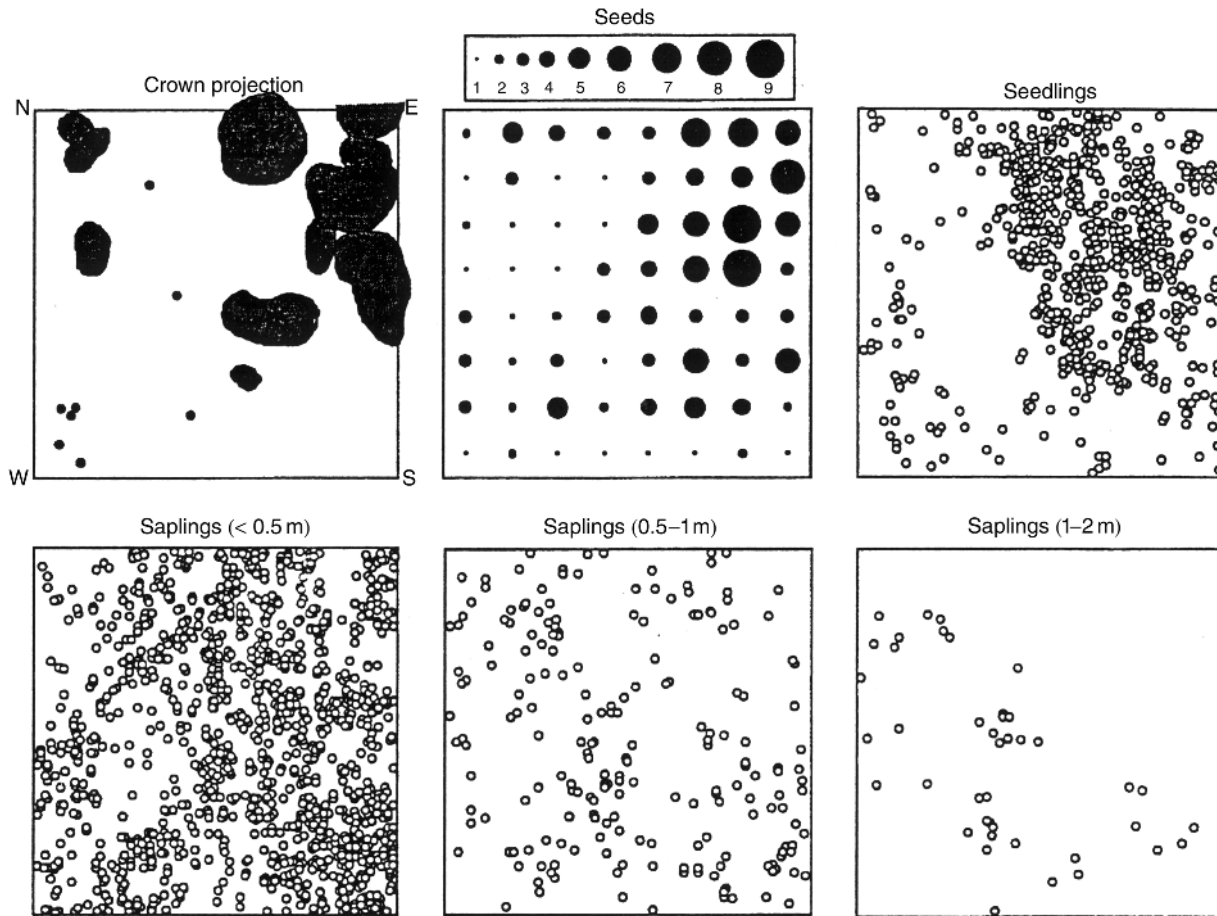 Seeds
1 2 3 4 5 6 7 8 9
Crown projection
N E
W S
Seedlings
Saplings (< 0.5 m)
Saplings (0.5–1 m)
Saplings (1–2 m)